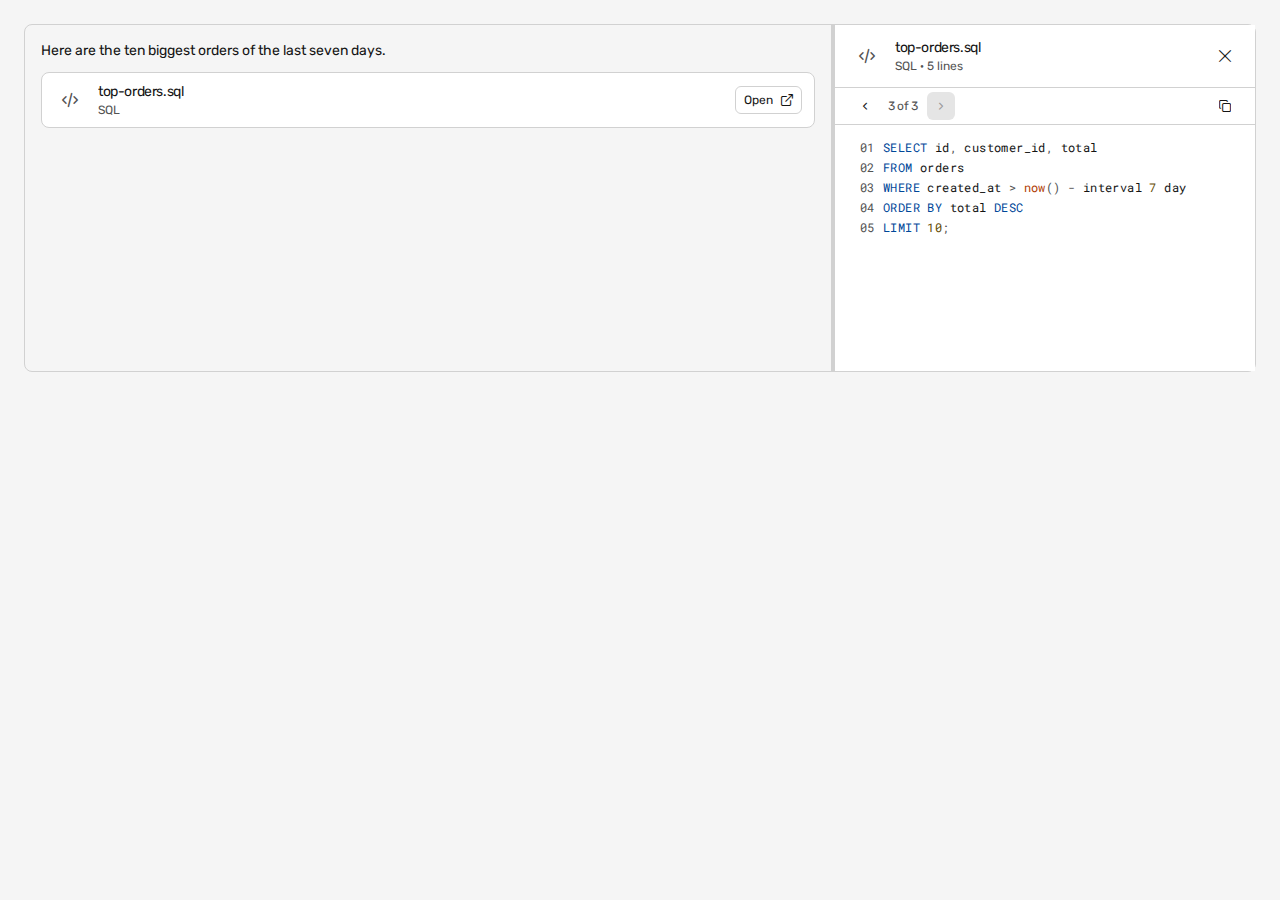 Here are the ten biggest orders of the last seven days.
top-orders.sql
SQL
Open
top-orders.sql
SQL • 5 lines
3 of 3
01 SELECT id, customer_id, total
02 FROM orders
03 WHERE created_at > now() - interval 7 day
04 ORDER BY total DESC
05 LIMIT 10;